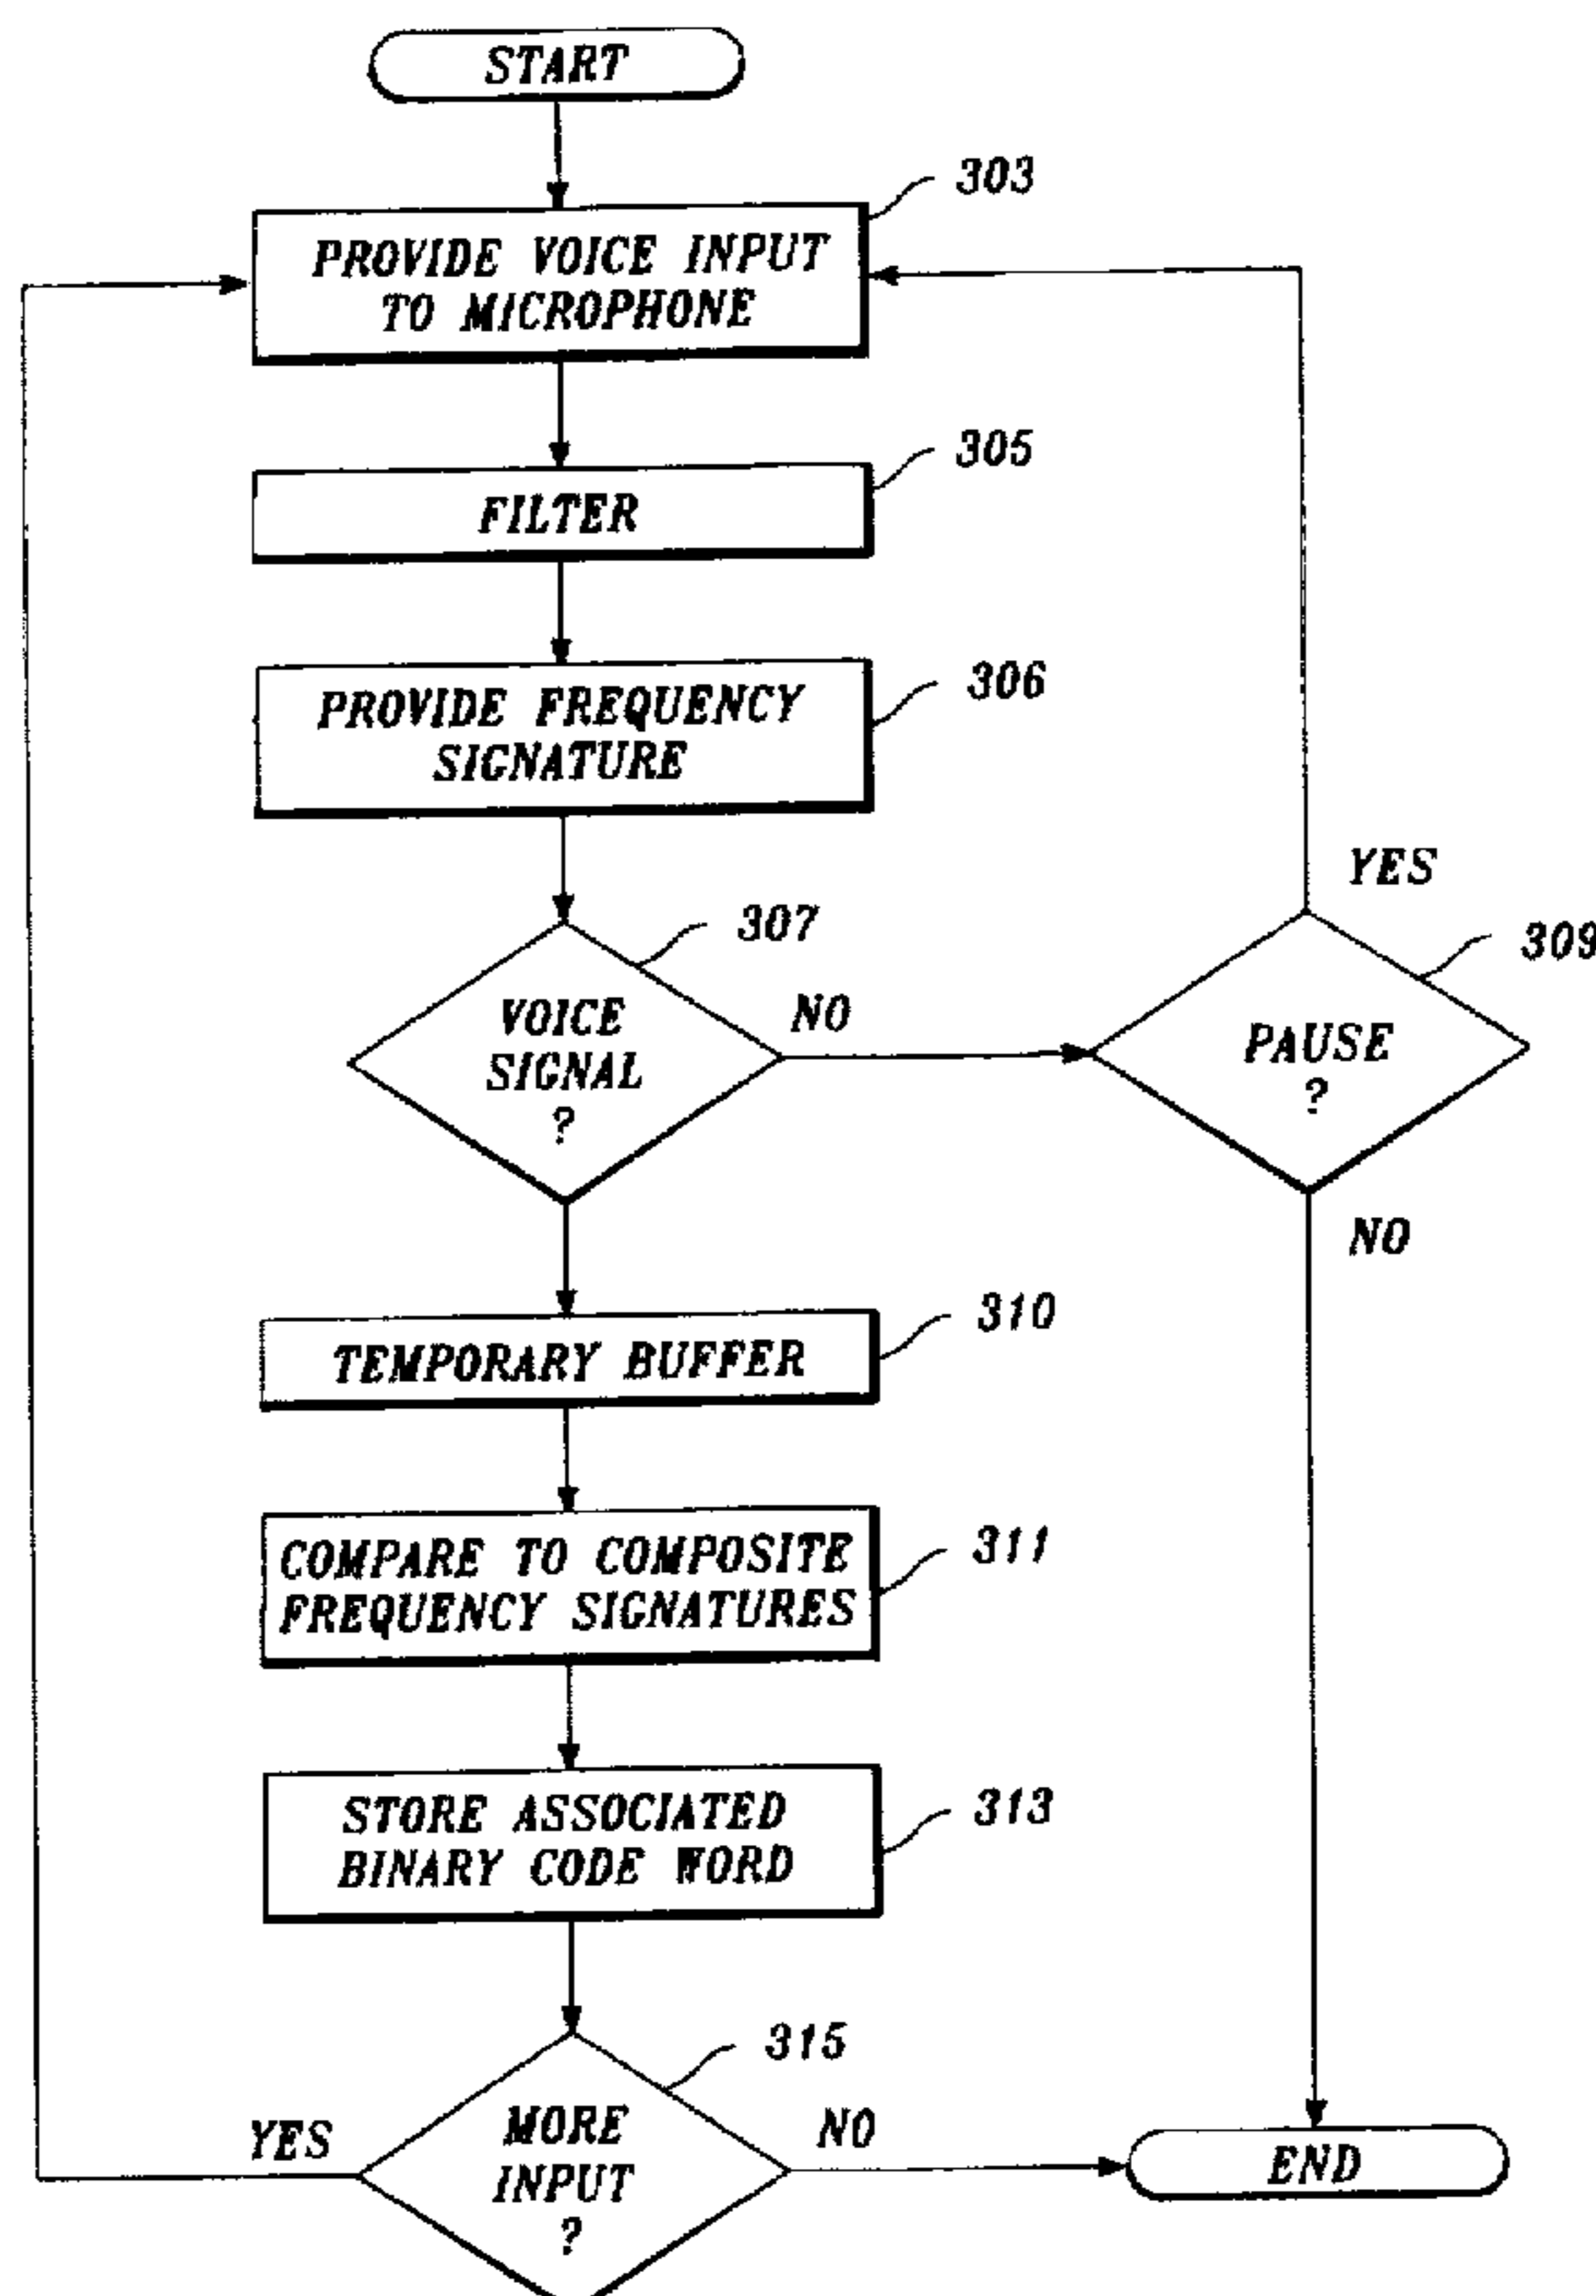 START
303
PROVIDE VOICE INPUT
TO MICROPHONE
305
FILTER
306
PROVIDE FREQUENCY
SIGNATURE
307
VOICE
SIGNAL
?
NO
YES
309
PAUSE
?
NO
310
TEMPORARY BUFFER
311
COMPARE TO COMPOSITE
FREQUENCY SIGNATURES
313
STORE ASSOCIATED
BINARY CODE WORD
315
MORE
INPUT
?
YES
NO
END